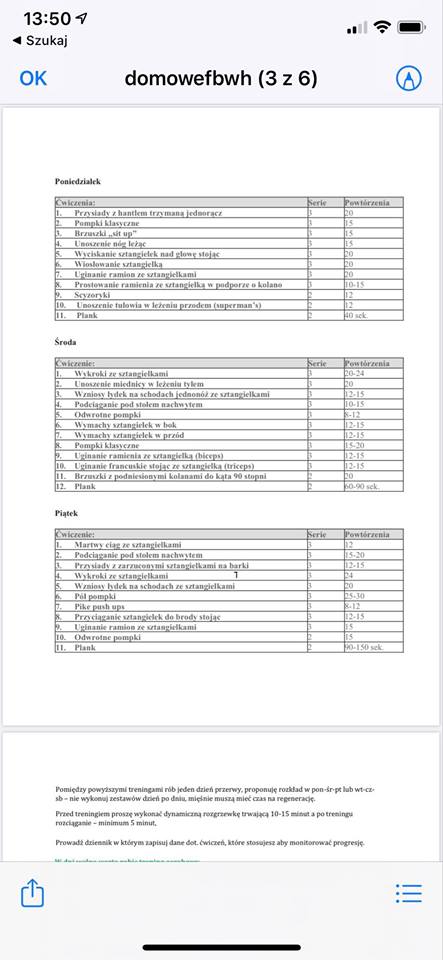 13:50
◀ Szukaj
OK
domowefbwh (3 z 6)
Poniedziałek
Ćwiczenia: Serie Powtórzenia
1. Przysiady z hantlem trzymaną jednorącz 3 20
2. Pompki klasyczne 3 15
3. Brzuszki „sit up" 3 15
4. Unoszenie nóg leżąc 3 15
5. Wyciskanie sztangielek nad głowę stojąc 3 20
6. Wiosłowanie sztangielką 3 20
7. Uginanie ramion ze sztangielkami 3 20
8. Prostowanie ramienia ze sztangielką w podporze o kolano 3 10-15
9. Scyzoryki 2 12
10. Unoszenie tułowia w leżeniu przodem (superman's) 2 12
11. Plank 2 40 sek.
Środa
Ćwiczenie: Serie Powtórzenia
1. Wykroki ze sztangielkami 3 20-24
2. Unoszenie miednicy w leżeniu tyłem 3 20
3. Wzniosy łydek na schodach jednonóż ze sztangielkami 3 12-15
4. Podciąganie pod stołem nachwytem 3 10-15
5. Odwrotne pompki 3 8-12
6. Wymachy sztangielek w bok 3 12-15
7. Wymachy sztangielek w przód 3 12-15
8. Pompki klasyczne 3 15-20
9. Uginanie ramienia ze sztangielką (biceps) 3 12-15
10. Uginanie francuskie stojąc ze sztangielką (triceps) 3 12-15
11. Brzuszki z podniesionymi kolanami do kąta 90 stopni 2 20
12. Plank 2 60-90 sek.
Piątek
Ćwiczenie: Serie Powtórzenia
1. Martwy ciąg ze sztangielkami 3 12
2. Podciąganie pod stołem nachwytem 3 15-20
3. Przysiady z zarzuconymi sztangielkami na barki 3 12-15
4. Wykroki ze sztangielkami 3 24
5. Wzniosy łydek na schodach ze sztangielkami 3 20
6. Pół pompki 3 25-30
7. Pike push ups 3 8-12
8. Przyciąganie sztangielek do brody stojąc 3 12-15
9. Uginanie ramion ze sztangielkami 3 15
10. Odwrotne pompki 2 15
11. Plank 2 90-150 sek.
Pomiędzy powyższymi treningami rób jeden dzień przerwy, proponuję rozkład w pon-śr-pt lub wt-cz-
sb – nie wykonuj zestawów dzień po dniu, mięśnie muszą mieć czas na regenerację.
Przed treningiem proszę wykonać dynamiczną rozgrzewkę trwającą 10-15 minut a po treningu
rozciąganie – minimum 5 minut.
Prowadź dziennik w którym zapisuj dane dot. ćwiczeń, które stosujesz aby monitorować progresję.